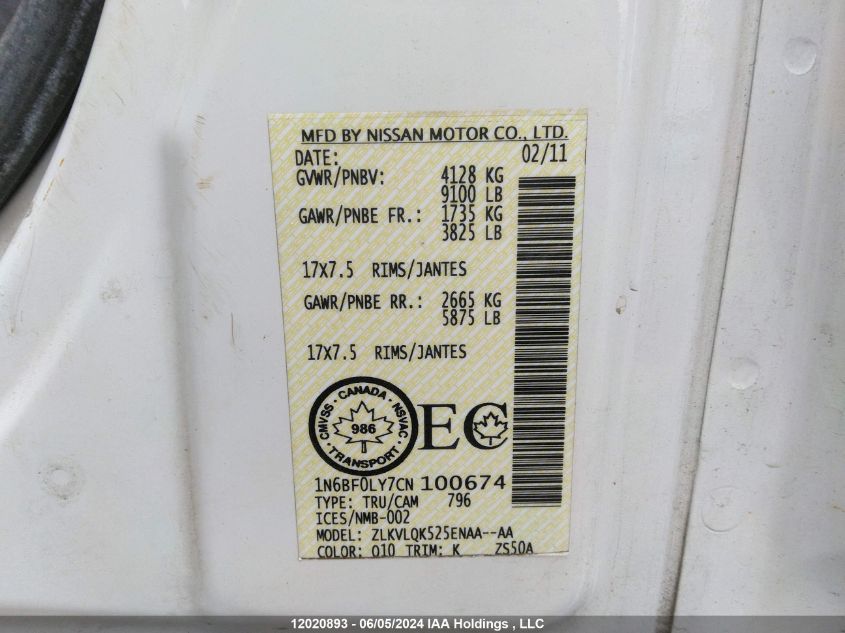 MFD BY NISSAN MOTOR CO., LTD.
DATE: 02/11
GVWR/PNBV: 4128 KG
9100 LB
GAWR/PNBE FR.: 1735 KG
3825 LB
17X7.5 RIMS/JANTES
GAWR/PNBE RR.: 2665 KG
5875 LB
17X7.5 RIMS/JANTES
CMVSS · CANADA · NSVAC
986
· TRANSPORT ·
EC
1N6BF0LY7CN 100674
TYPE: TRU/CAM 796
ICES/NMB-002
MODEL: ZLKVLQK525ENAA--AA
COLOR: 010 TRIM: K ZS50A
12020893 - 06/05/2024 IAA Holdings , LLC